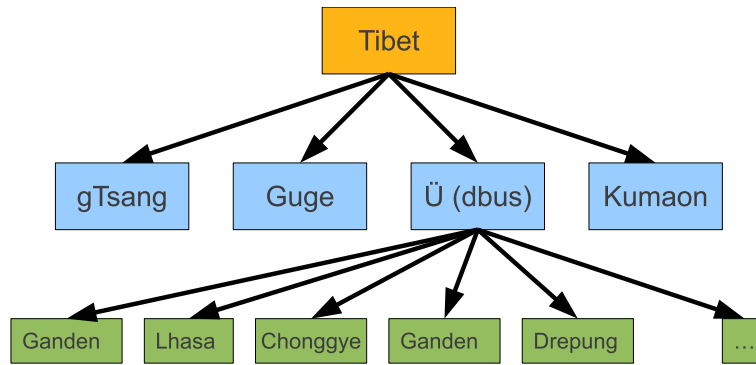 Tibet
gTsang
Guge
Ü (dbus)
Kumaon
Ganden
Lhasa
Chonggye
Ganden
Drepung
...